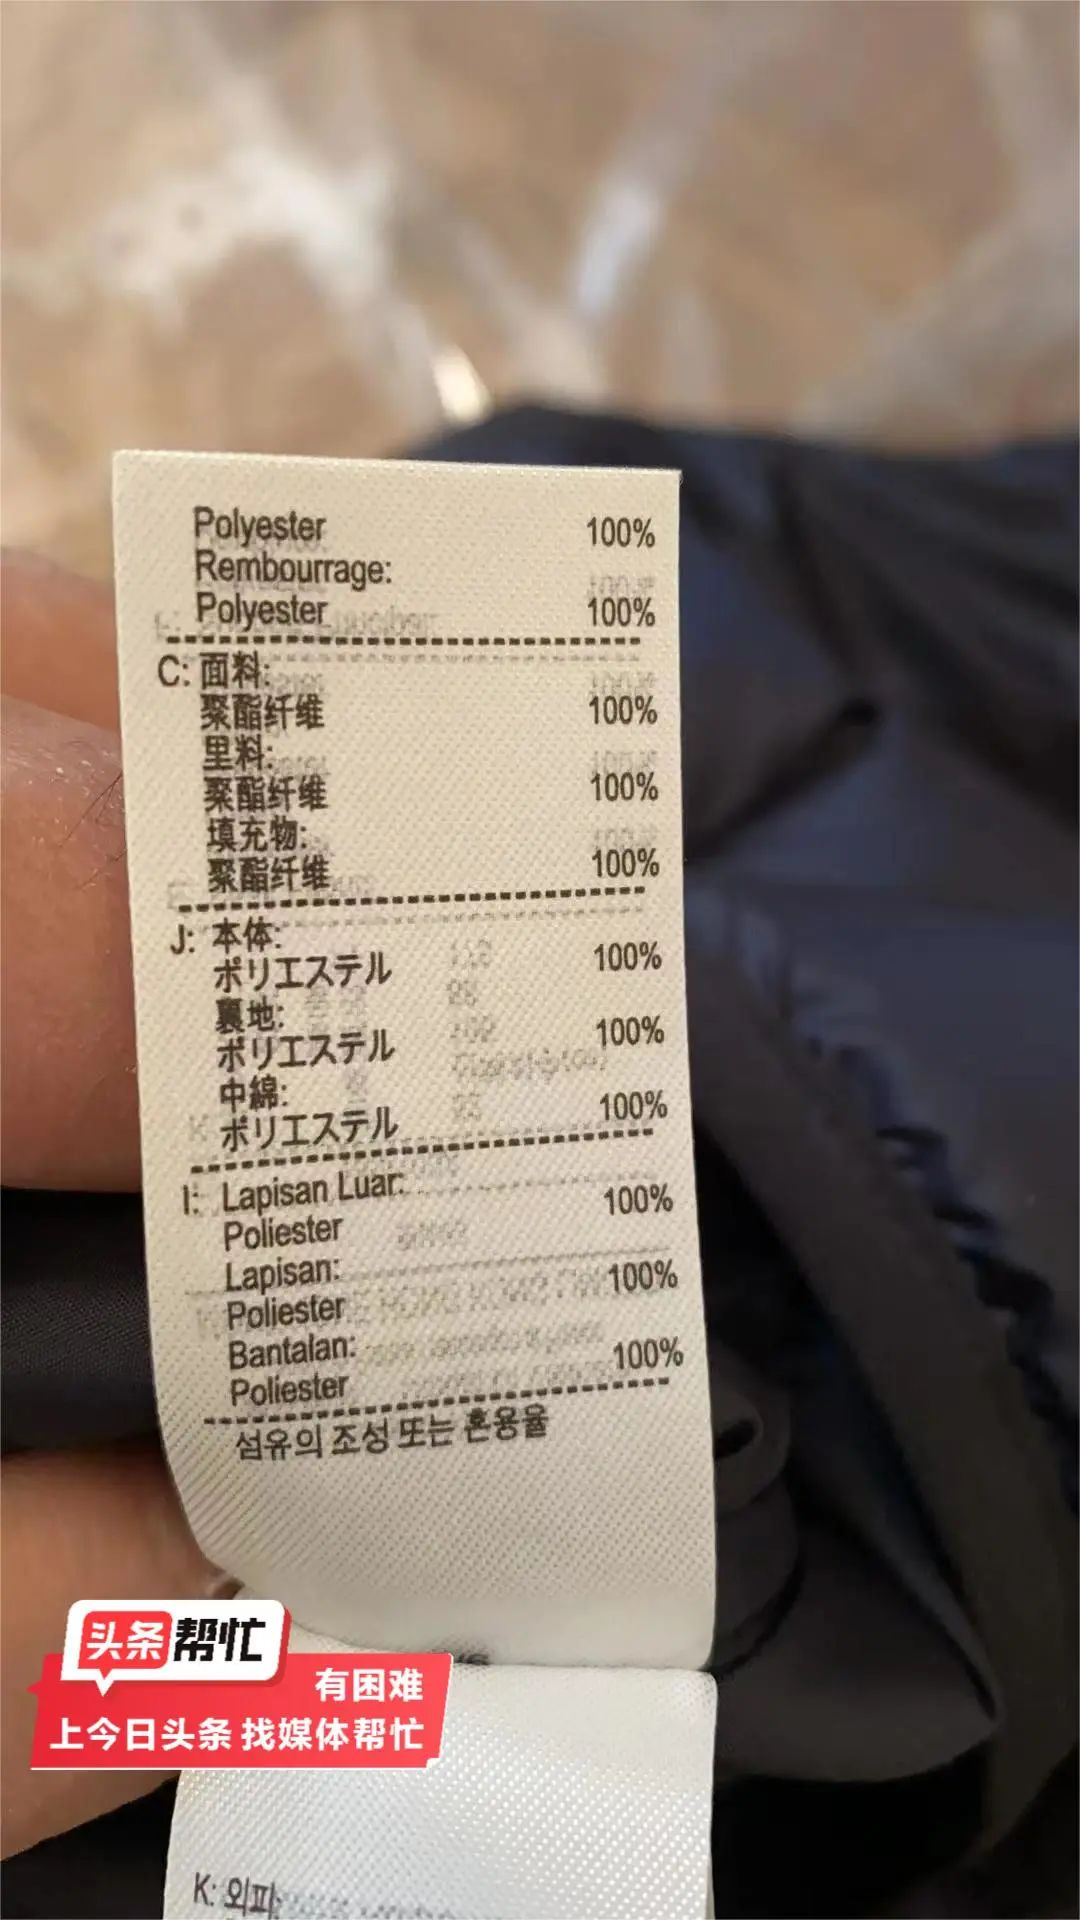 Polyester 100%
Rembourrage:
Polyester 100%
C: 面料:
聚酯纤维 100%
里料:
聚酯纤维 100%
填充物:
聚酯纤维 100%
J: 本体:
ポリエステル 100%
裏地:
ポリエステル 100%
中綿:
ポリエステル 100%
I: Lapisan Luar:
Poliester 100%
Lapisan:
Poliester 100%
Bantalan:
Poliester 100%
섬유의 조성 또는 혼용율
K: 외피:
头条帮忙
有困难
上今日头条 找媒体帮忙